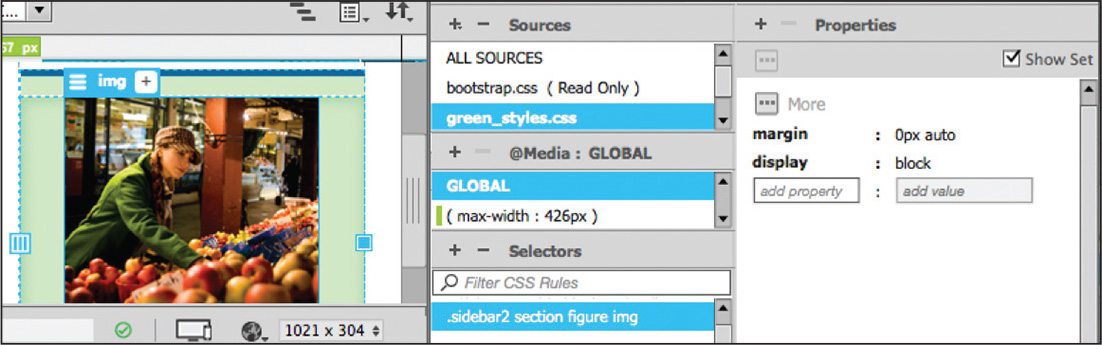 ....
57 px
img +
1021 x 304
+ − Sources
ALL SOURCES
bootstrap.css ( Read Only )
green_styles.css
+ − @Media : GLOBAL
GLOBAL
( max-width : 426px )
+ − Selectors
Filter CSS Rules
.sidebar2 section figure img
+ − Properties
Show Set
More
margin : 0px auto
display : block
add property : add value